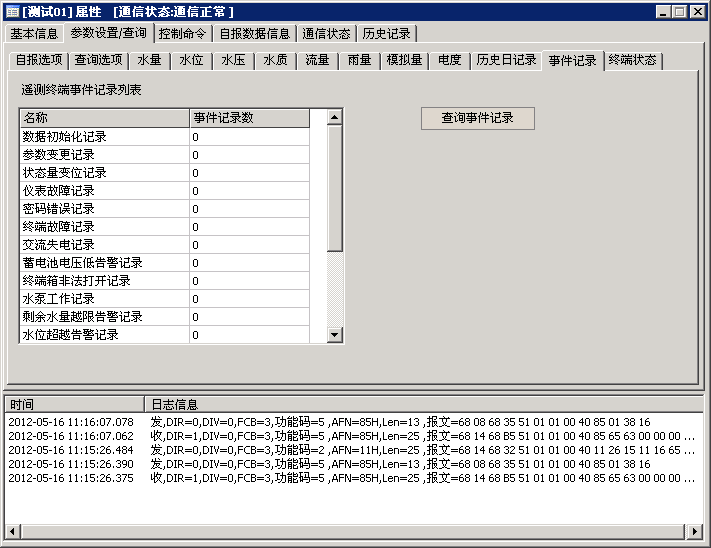 [测试01] 属性 [通信状态:通信正常 ]
基本信息 参数设置/查询 控制命令 自报数据信息 通信状态 历史记录
自报选项 查询选项 水量 水位 水压 水质 流量 雨量 模拟量 电度 历史日记录 事件记录 终端状态
遥测终端事件记录列表
名称 事件记录数
查询事件记录
数据初始化记录 0
参数变更记录 0
状态量变位记录 0
仪表故障记录 0
密码错误记录 0
终端故障记录 0
交流失电记录 0
蓄电池电压低告警记录 0
终端箱非法打开记录 0
水泵工作记录 0
剩余水量越限告警记录 0
水位超越告警记录 0
时间 日志信息
2012-05-16 11:16:07.078 发,DIR=0,DIV=0,FCB=3,功能码=5 ,AFN=85H,Len=13 ,报文=68 08 68 35 51 01 01 00 40 85 01 38 16
2012-05-16 11:16:07.062 收,DIR=1,DIV=0,FCB=3,功能码=5 ,AFN=85H,Len=25 ,报文=68 14 68 B5 51 01 01 00 40 85 65 63 00 00 00 ...
2012-05-16 11:15:26.484 发,DIR=0,DIV=0,FCB=3,功能码=2 ,AFN=11H,Len=25 ,报文=68 14 68 32 51 01 01 00 40 11 26 15 11 16 65 ...
2012-05-16 11:15:26.390 发,DIR=0,DIV=0,FCB=3,功能码=5 ,AFN=85H,Len=13 ,报文=68 08 68 35 51 01 01 00 40 85 01 38 16
2012-05-16 11:15:26.375 收,DIR=1,DIV=0,FCB=3,功能码=5 ,AFN=85H,Len=25 ,报文=68 14 68 B5 51 01 01 00 40 85 65 63 00 00 00 ...